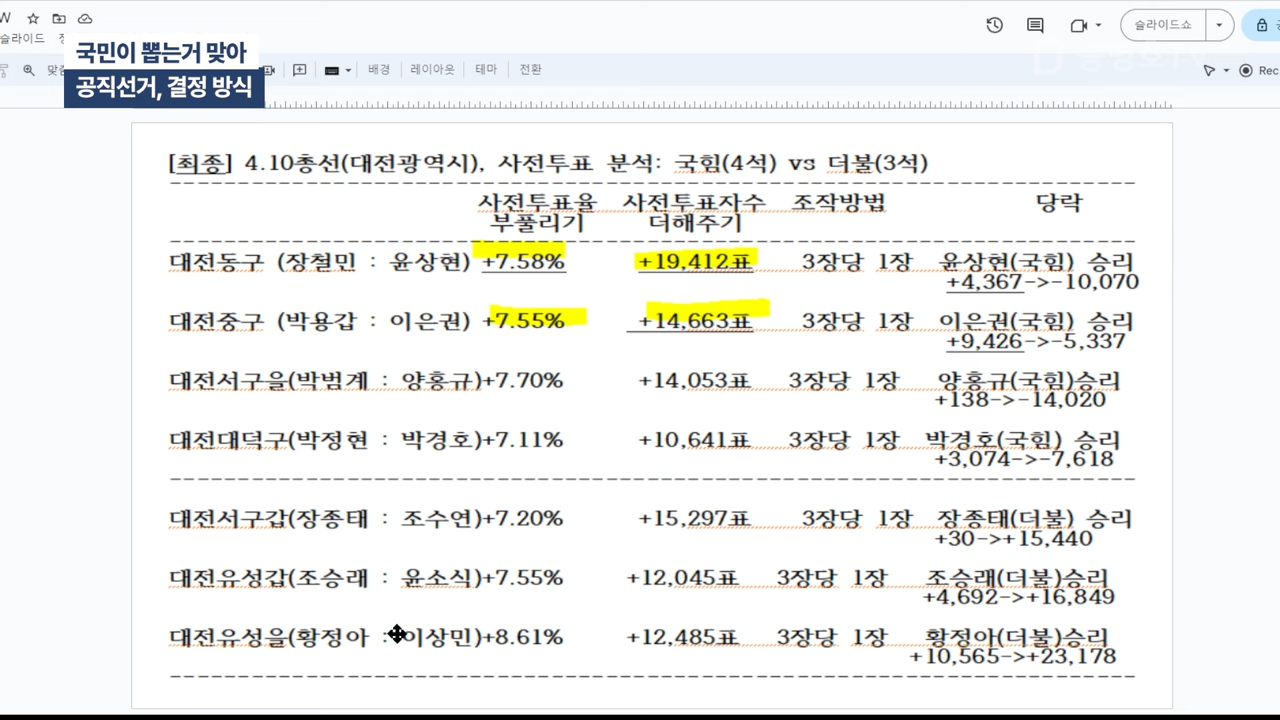 슬라이드쇼
슬라이드
국민이 뽑는거 맞아
공직선거, 결정 방식
배경 레이아웃 테마 전환
Rec
[최종] 4.10총선(대전광역시), 사전투표 분석: 국힘(4석) vs 더불(3석)
사전투표율 사전투표자수 조작방법 당락
부풀리기 더해주기
대전동구 (장철민 : 윤상현) +7.58% +19,412표 3장당 1장 윤상현(국힘) 승리
+4,367->-10,070
대전중구 (박용갑 : 이은권) +7.55% +14,663표 3장당 1장 이은권(국힘) 승리
+9,426->-5,337
대전서구을(박범계 : 양홍규)+7.70% +14,053표 3장당 1장 양홍규(국힘)승리
+138->-14,020
대전대덕구(박정현 : 박경호)+7.11% +10,641표 3장당 1장 박경호(국힘) 승리
+3,074->-7,618
대전서구갑(장종태 : 조수연)+7.20% +15,297표 3장당 1장 장종태(더불) 승리
+30->+15,440
대전유성갑(조승래 : 윤소식)+7.55% +12,045표 3장당 1장 조승래(더불)승리
+4,692->+16,849
대전유성을(황정아 : 이상민)+8.61% +12,485표 3장당 1장 황정아(더불)승리
+10,565->+23,178